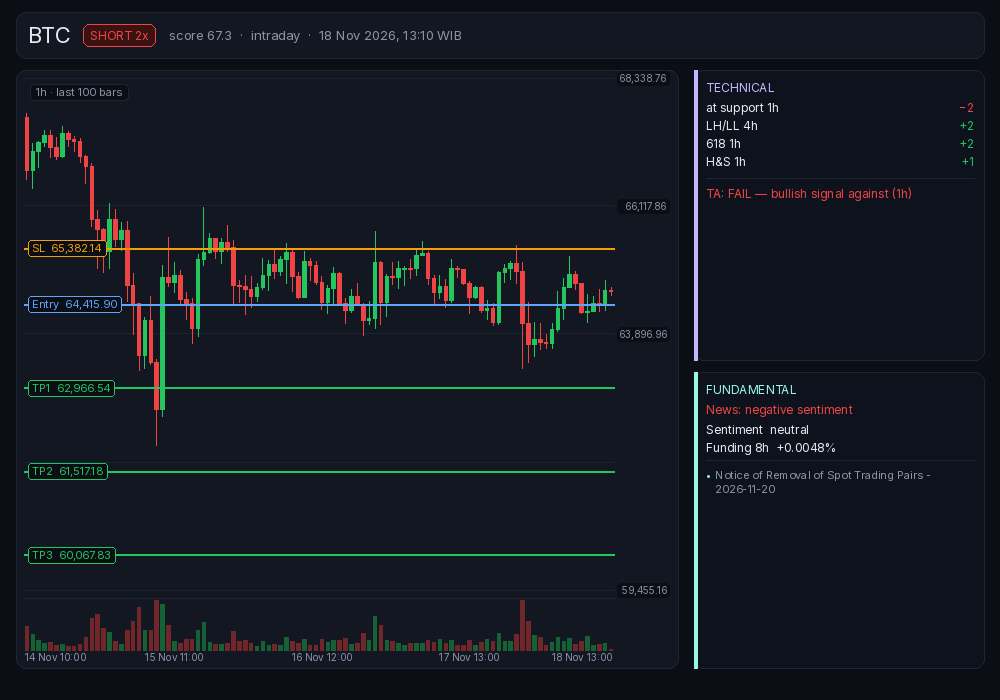 BTC SHORT 2x score 67.3 · intraday · 18 Nov 2026, 13:10 WIB
1h · last 100 bars
68,338.76
66,117.86
SL 65,382.14
Entry 64,415.90
63,896.96
TP1 62,966.54
TP2 61,517.18
TP3 60,067.83
59,455.16
14 Nov 10:00 15 Nov 11:00 16 Nov 12:00 17 Nov 13:00 18 Nov 13:00
TECHNICAL
at support 1h −2
LH/LL 4h +2
618 1h +2
H&S 1h +1
TA: FAIL — bullish signal against (1h)
FUNDAMENTAL
News: negative sentiment
Sentiment neutral
Funding 8h +0.0048%
• Notice of Removal of Spot Trading Pairs -
2026-11-20